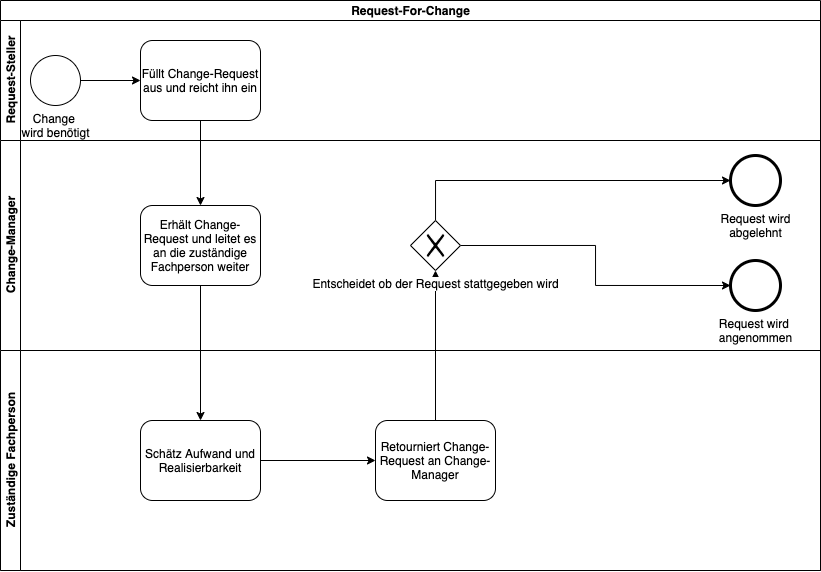 Request-For-Change
Request-Steller
Füllt Change-Request
aus und reicht ihn ein
Change
wird benötigt
Change-Manager
Erhält Change-
Request und leitet es
an die zuständige
Fachperson weiter
Entscheidet ob der Request stattgegeben wird
Request wird
abgelehnt
Request wird
angenommen
Zuständige Fachperson
Schätz Aufwand und
Realisierbarkeit
Retourniert Change-
Request an Change-
Manager